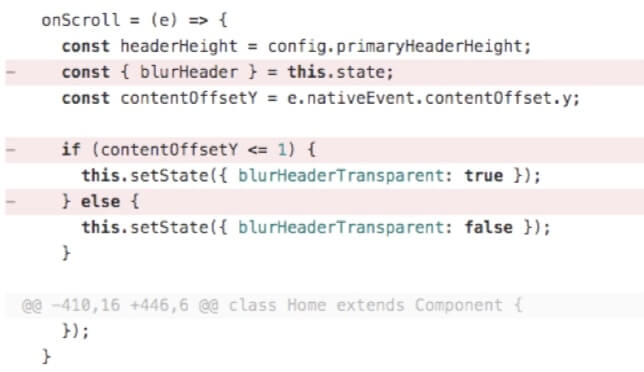 onScroll = (e) => {
const headerHeight = config.primaryHeaderHeight;
- const { blurHeader } = this.state;
const contentOffsetY = e.nativeEvent.contentOffset.y;
- if (contentOffsetY <= 1) {
this.setState({ blurHeaderTransparent: true });
- } else {
this.setState({ blurHeaderTransparent: false });
}
@@ -410,16 +446,6 @@ class Home extends Component {
});
}